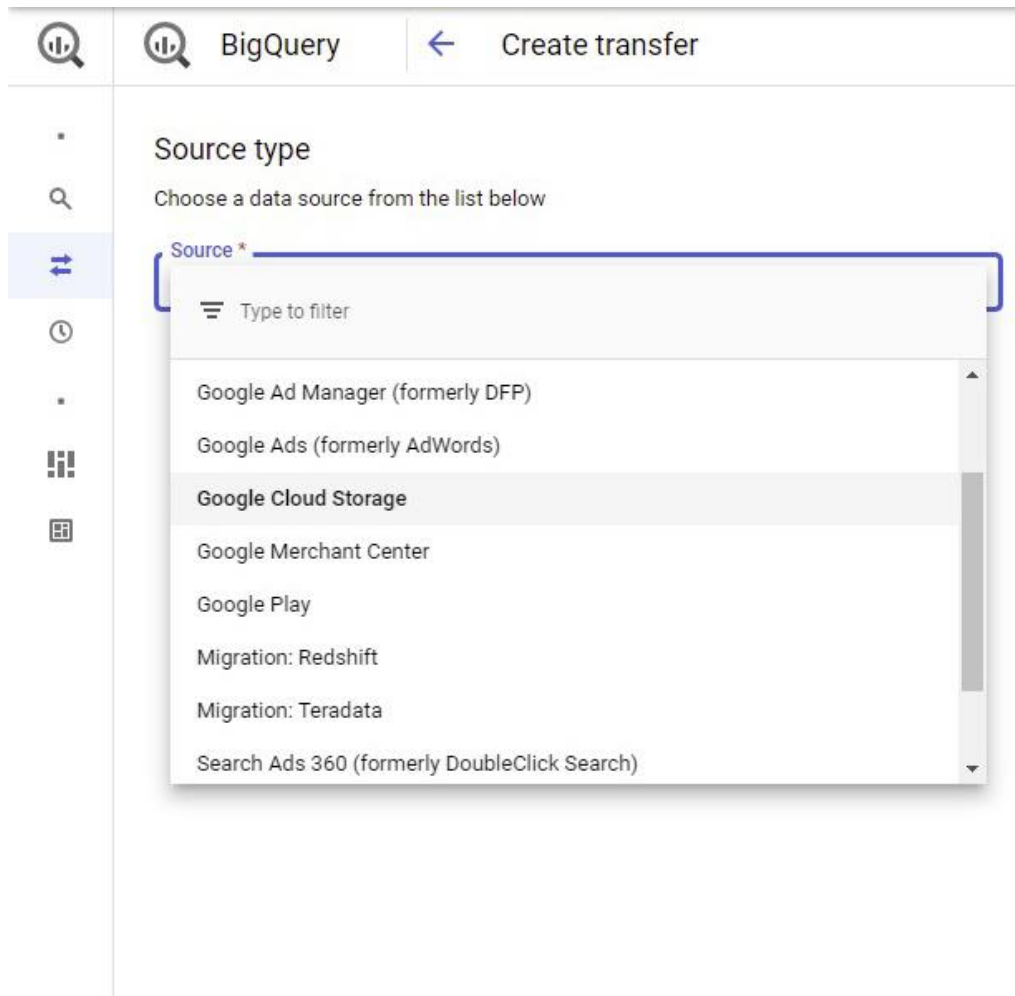 BigQuery
Create transfer
Source type
Choose a data source from the list below
Source *
Type to filter
Google Ad Manager (formerly DFP)
Google Ads (formerly AdWords)
Google Cloud Storage
Google Merchant Center
Google Play
Migration: Redshift
Migration: Teradata
Search Ads 360 (formerly DoubleClick Search)